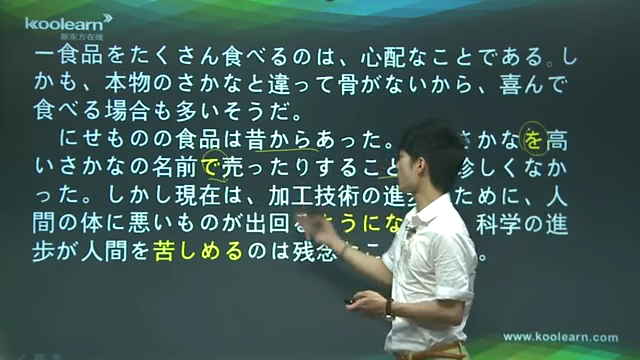 koolearn
新东方在线
一食品をたくさん食べるのは、心配なことである。し
かも、本物のさかなと違って骨がないから、喜んで
食べる場合も多いそうだ。
にせものの食品は昔からあった。 さかなを高
いさかなの名前で売ったりすること 珍しくなか
った。しかし現在は、加工技術の進歩 ために、人
間の体に悪いものが出回るようにな 科学の進
歩が人間を苦しめるのは残念なこ 。
www.koolearn.com